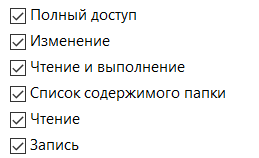 Полный доступ
Изменение
Чтение и выполнение
Список содержимого папки
Чтение
Запись